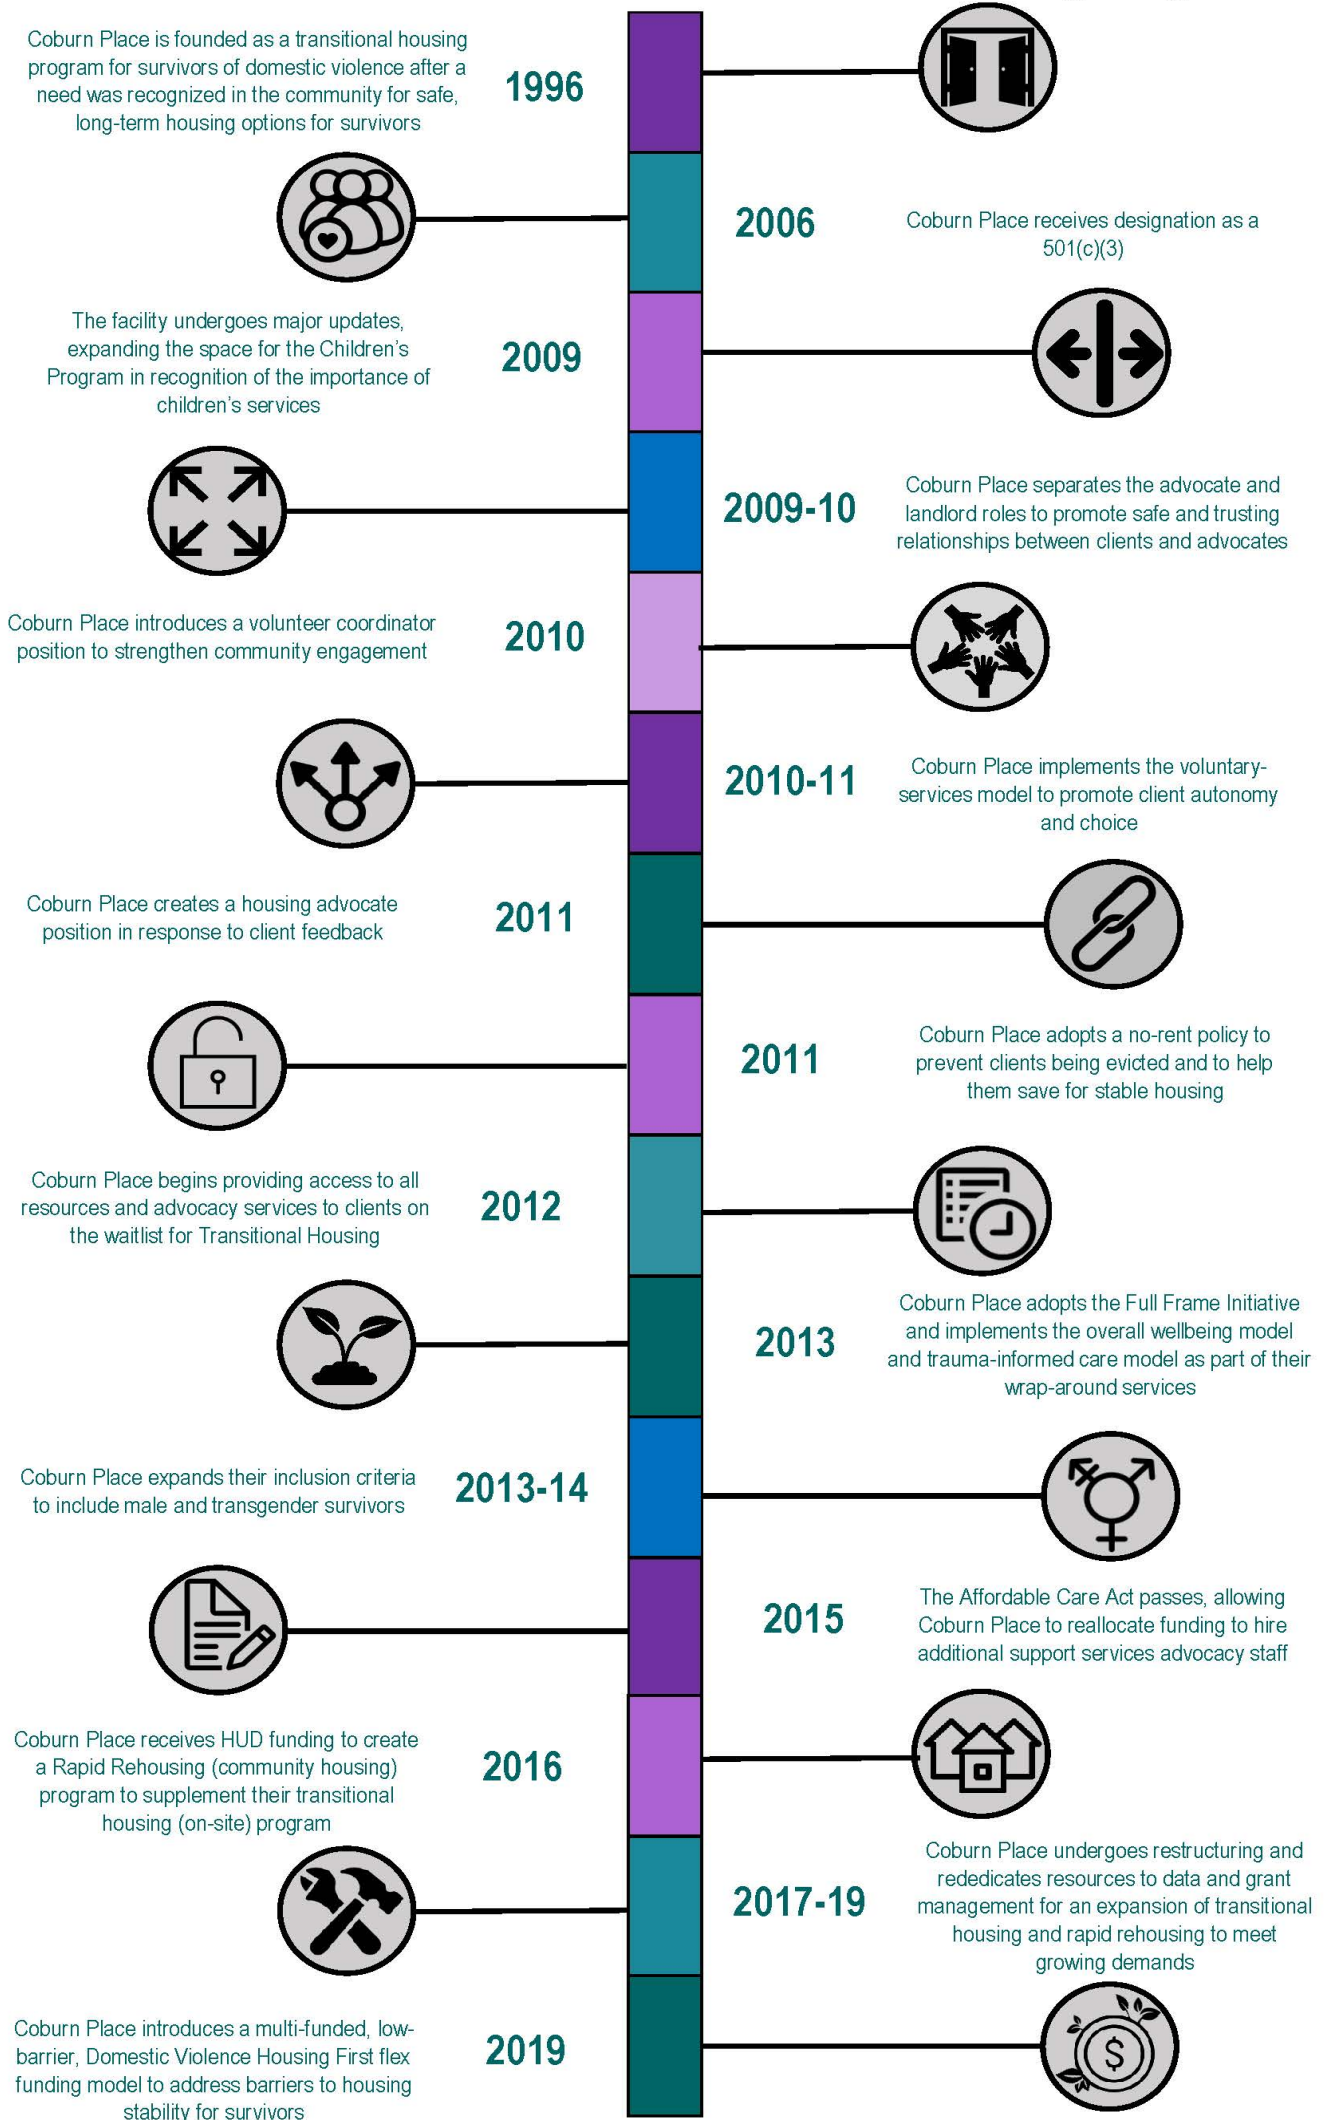 Coburn Place is founded as a transitional housing
program for survivors of domestic violence after a
need was recognized in the community for safe,
long-term housing options for survivors
1996
2006
Coburn Place receives designation as a
501(c)(3)
The facility undergoes major updates,
expanding the space for the Children's
Program in recognition of the importance of
children's services
2009
2009-10
Coburn Place separates the advocate and
landlord roles to promote safe and trusting
relationships between clients and advocates
Coburn Place introduces a volunteer coordinator
position to strengthen community engagement
2010
2010-11
Coburn Place implements the voluntary-
services model to promote client autonomy
and choice
Coburn Place creates a housing advocate
position in response to client feedback
2011
2011
Coburn Place adopts a no-rent policy to
prevent clients being evicted and to help
them save for stable housing
Coburn Place begins providing access to all
resources and advocacy services to clients on
the waitlist for Transitional Housing
2012
2013
Coburn Place adopts the Full Frame Initiative
and implements the overall wellbeing model
and trauma-informed care model as part of their
wrap-around services
Coburn Place expands their inclusion criteria
to include male and transgender survivors
2013-14
2015
The Affordable Care Act passes, allowing
Coburn Place to reallocate funding to hire
additional support services advocacy staff
Coburn Place receives HUD funding to create
a Rapid Rehousing (community housing)
program to supplement their transitional
housing (on-site) program
2016
2017-19
Coburn Place undergoes restructuring and
rededicates resources to data and grant
management for an expansion of transitional
housing and rapid rehousing to meet
growing demands
Coburn Place introduces a multi-funded, low-
barrier, Domestic Violence Housing First flex
funding model to address barriers to housing
stability for survivors
2019
$